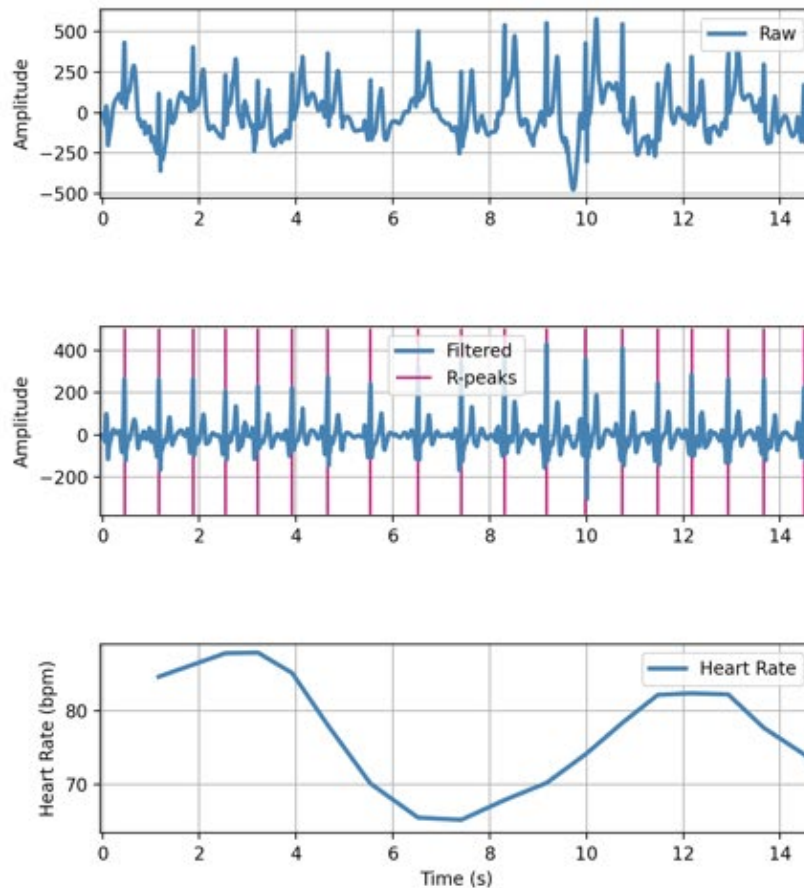 500
250
0
−250
−500
Amplitude
Raw
0 2 4 6 8 10 12 14
400
200
0
−200
Amplitude
Filtered
R-peaks
0 2 4 6 8 10 12 14
80
70
Heart Rate (bpm)
Heart Rate
0 2 4 6 8 10 12 14
Time (s)